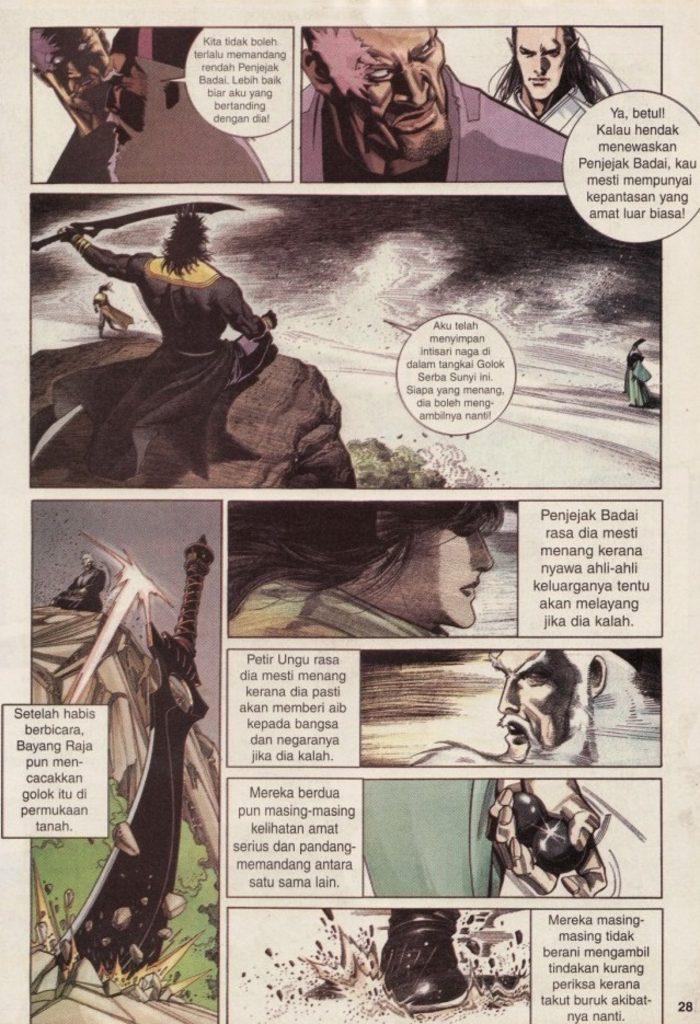 Kita tidak boleh
terlalu memandang
rendah Penjejak
Badai. Lebih baik
biar aku yang
bertanding
dengan dia!
Ya, betul!
Kalau hendak
menewaskan
Penjejak Badai, kau
mesti mempunyai
kepantasan yang
amat luar biasa!
Aku telah
menyimpan
intisari naga di
dalam tangkai Golok
Serba Sunyi ini.
Siapa yang menang,
dia boleh meng-
ambilnya nanti!
Setelah habis
berbicara,
Bayang Raja
pun men-
cacakkan
golok itu di
permukaan
tanah.
Penjejak Badai
rasa dia mesti
menang kerana
nyawa ahli-ahli
keluarganya tentu
akan melayang
jika dia kalah.
Petir Ungu rasa
dia mesti menang
kerana dia pasti
akan memberi aib
kepada bangsa
dan negaranya
jika dia kalah.
Mereka berdua
pun masing-masing
kelihatan amat
serius dan pandang-
memandang antara
satu sama lain.
Mereka masing-
masing tidak
berani mengambil
tindakan kurang
periksa kerana
takut buruk akibat-
nya nanti.
28